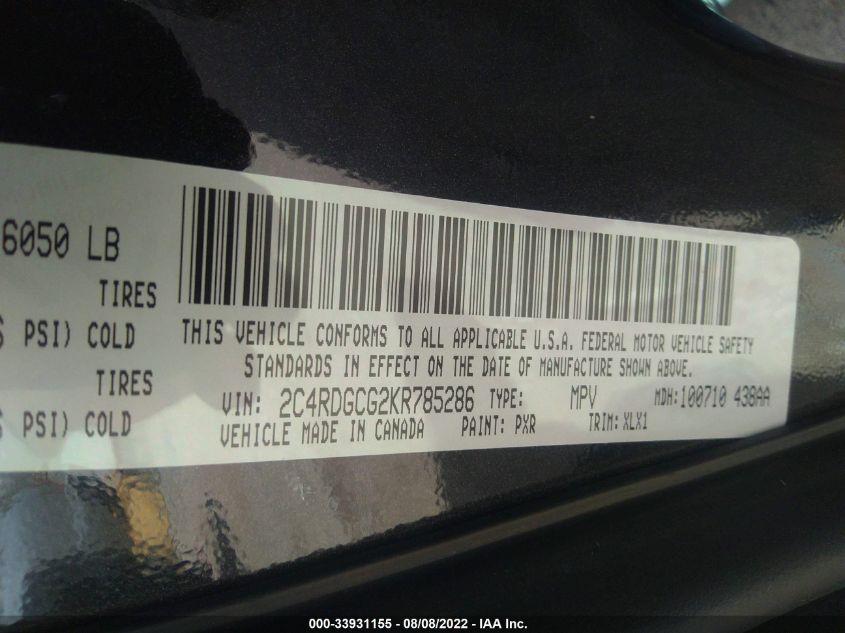 6050 LB
TIRES
PSI) COLD
TIRES
PSI) COLD
THIS VEHICLE CONFORMS TO ALL APPLICABLE U.S.A. FEDERAL MOTOR VEHICLE SAFETY
STANDARDS IN EFFECT ON THE DATE OF MANUFACTURE SHOWN ABOVE.
VIN: 2C4RDGCG2KR785286 TYPE: MPV MDH:100710 438AA
VEHICLE MADE IN CANADA PAINT: PXR TRIM:XLX1
000-33931155 - 08/08/2022 - IAA Inc.